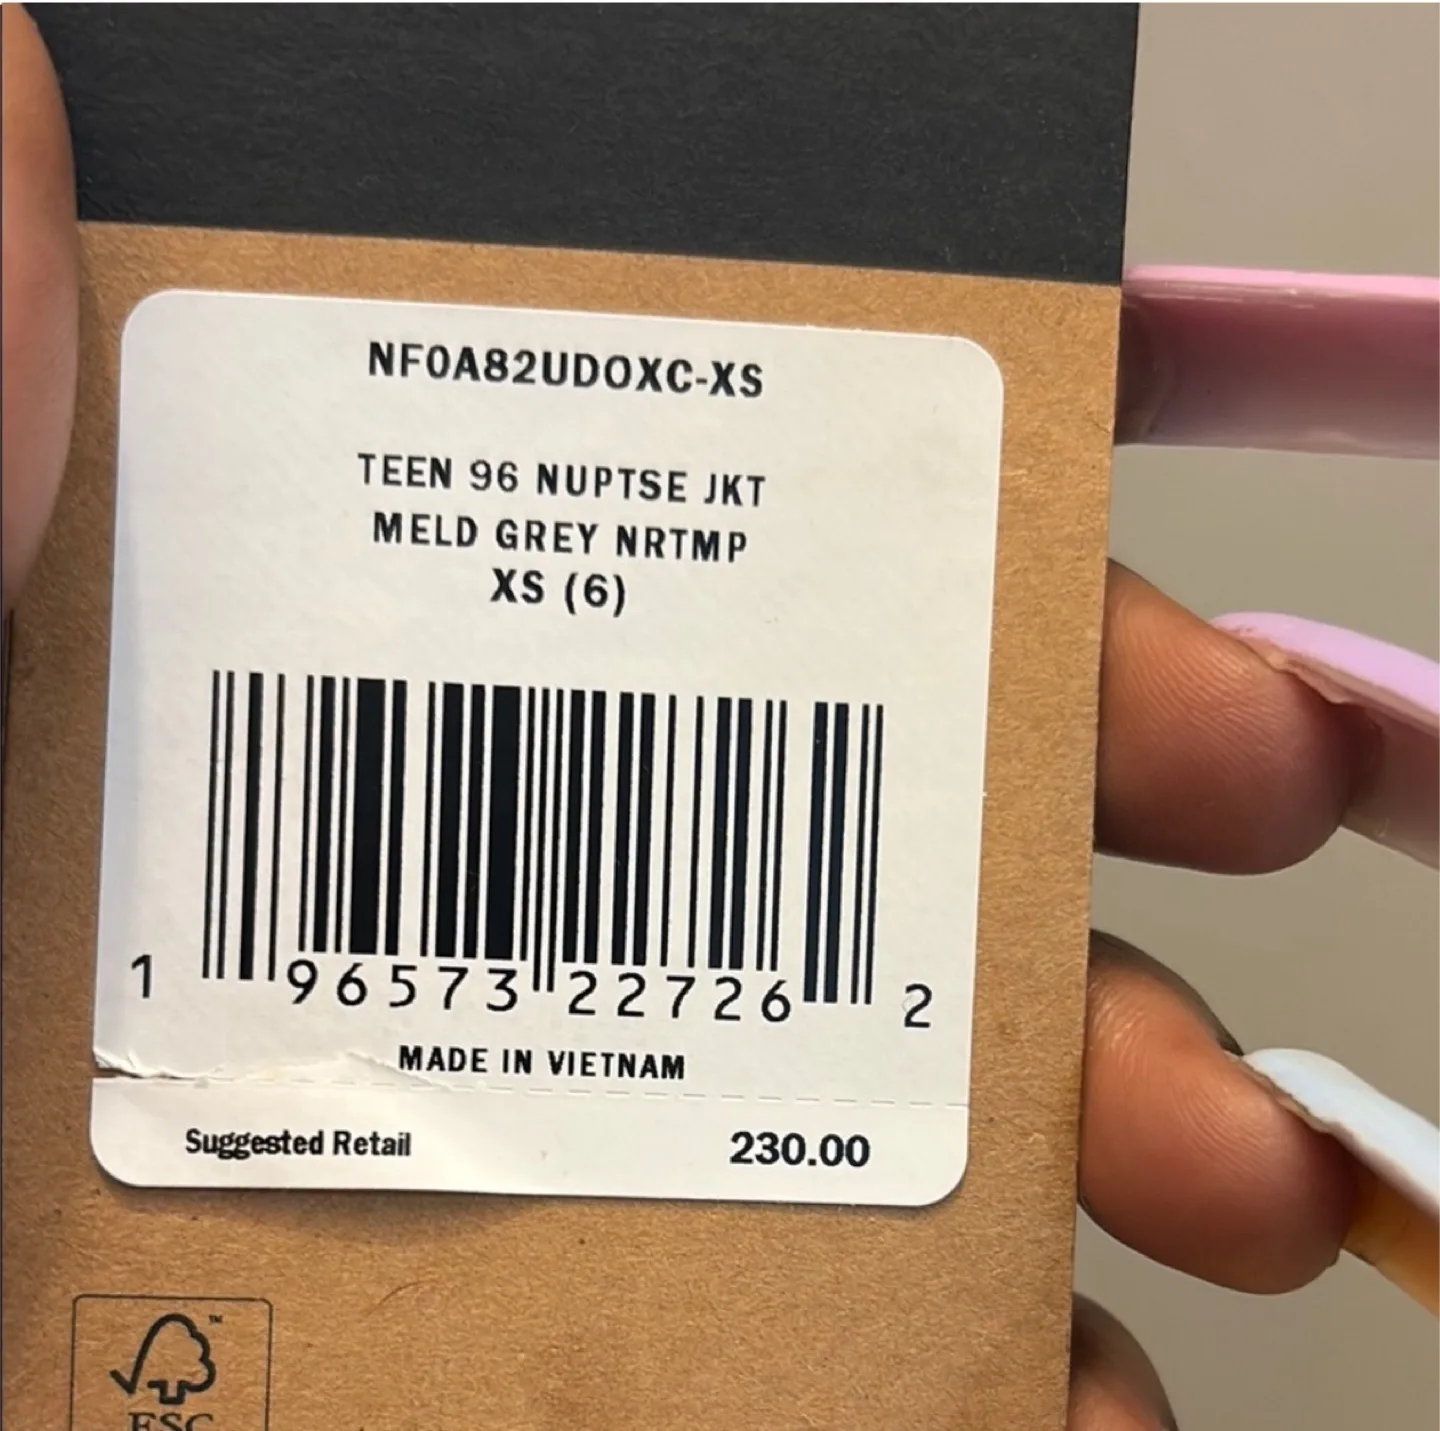 NF0A82UDOXC-XS
TEEN 96 NUPTSE JKT
MELD GREY NRTMP
XS (6)
1 96573 22726 2
MADE IN VIETNAM
Suggested Retail 230.00
™
FSC